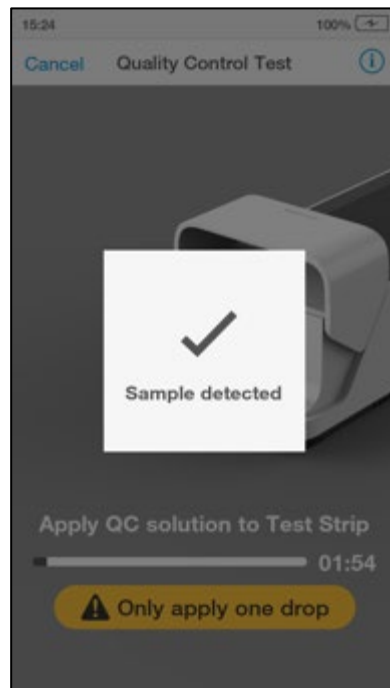 15:24 100%
Cancel Quality Control Test
Sample detected
Apply QC solution to Test Strip
01:54
Only apply one drop